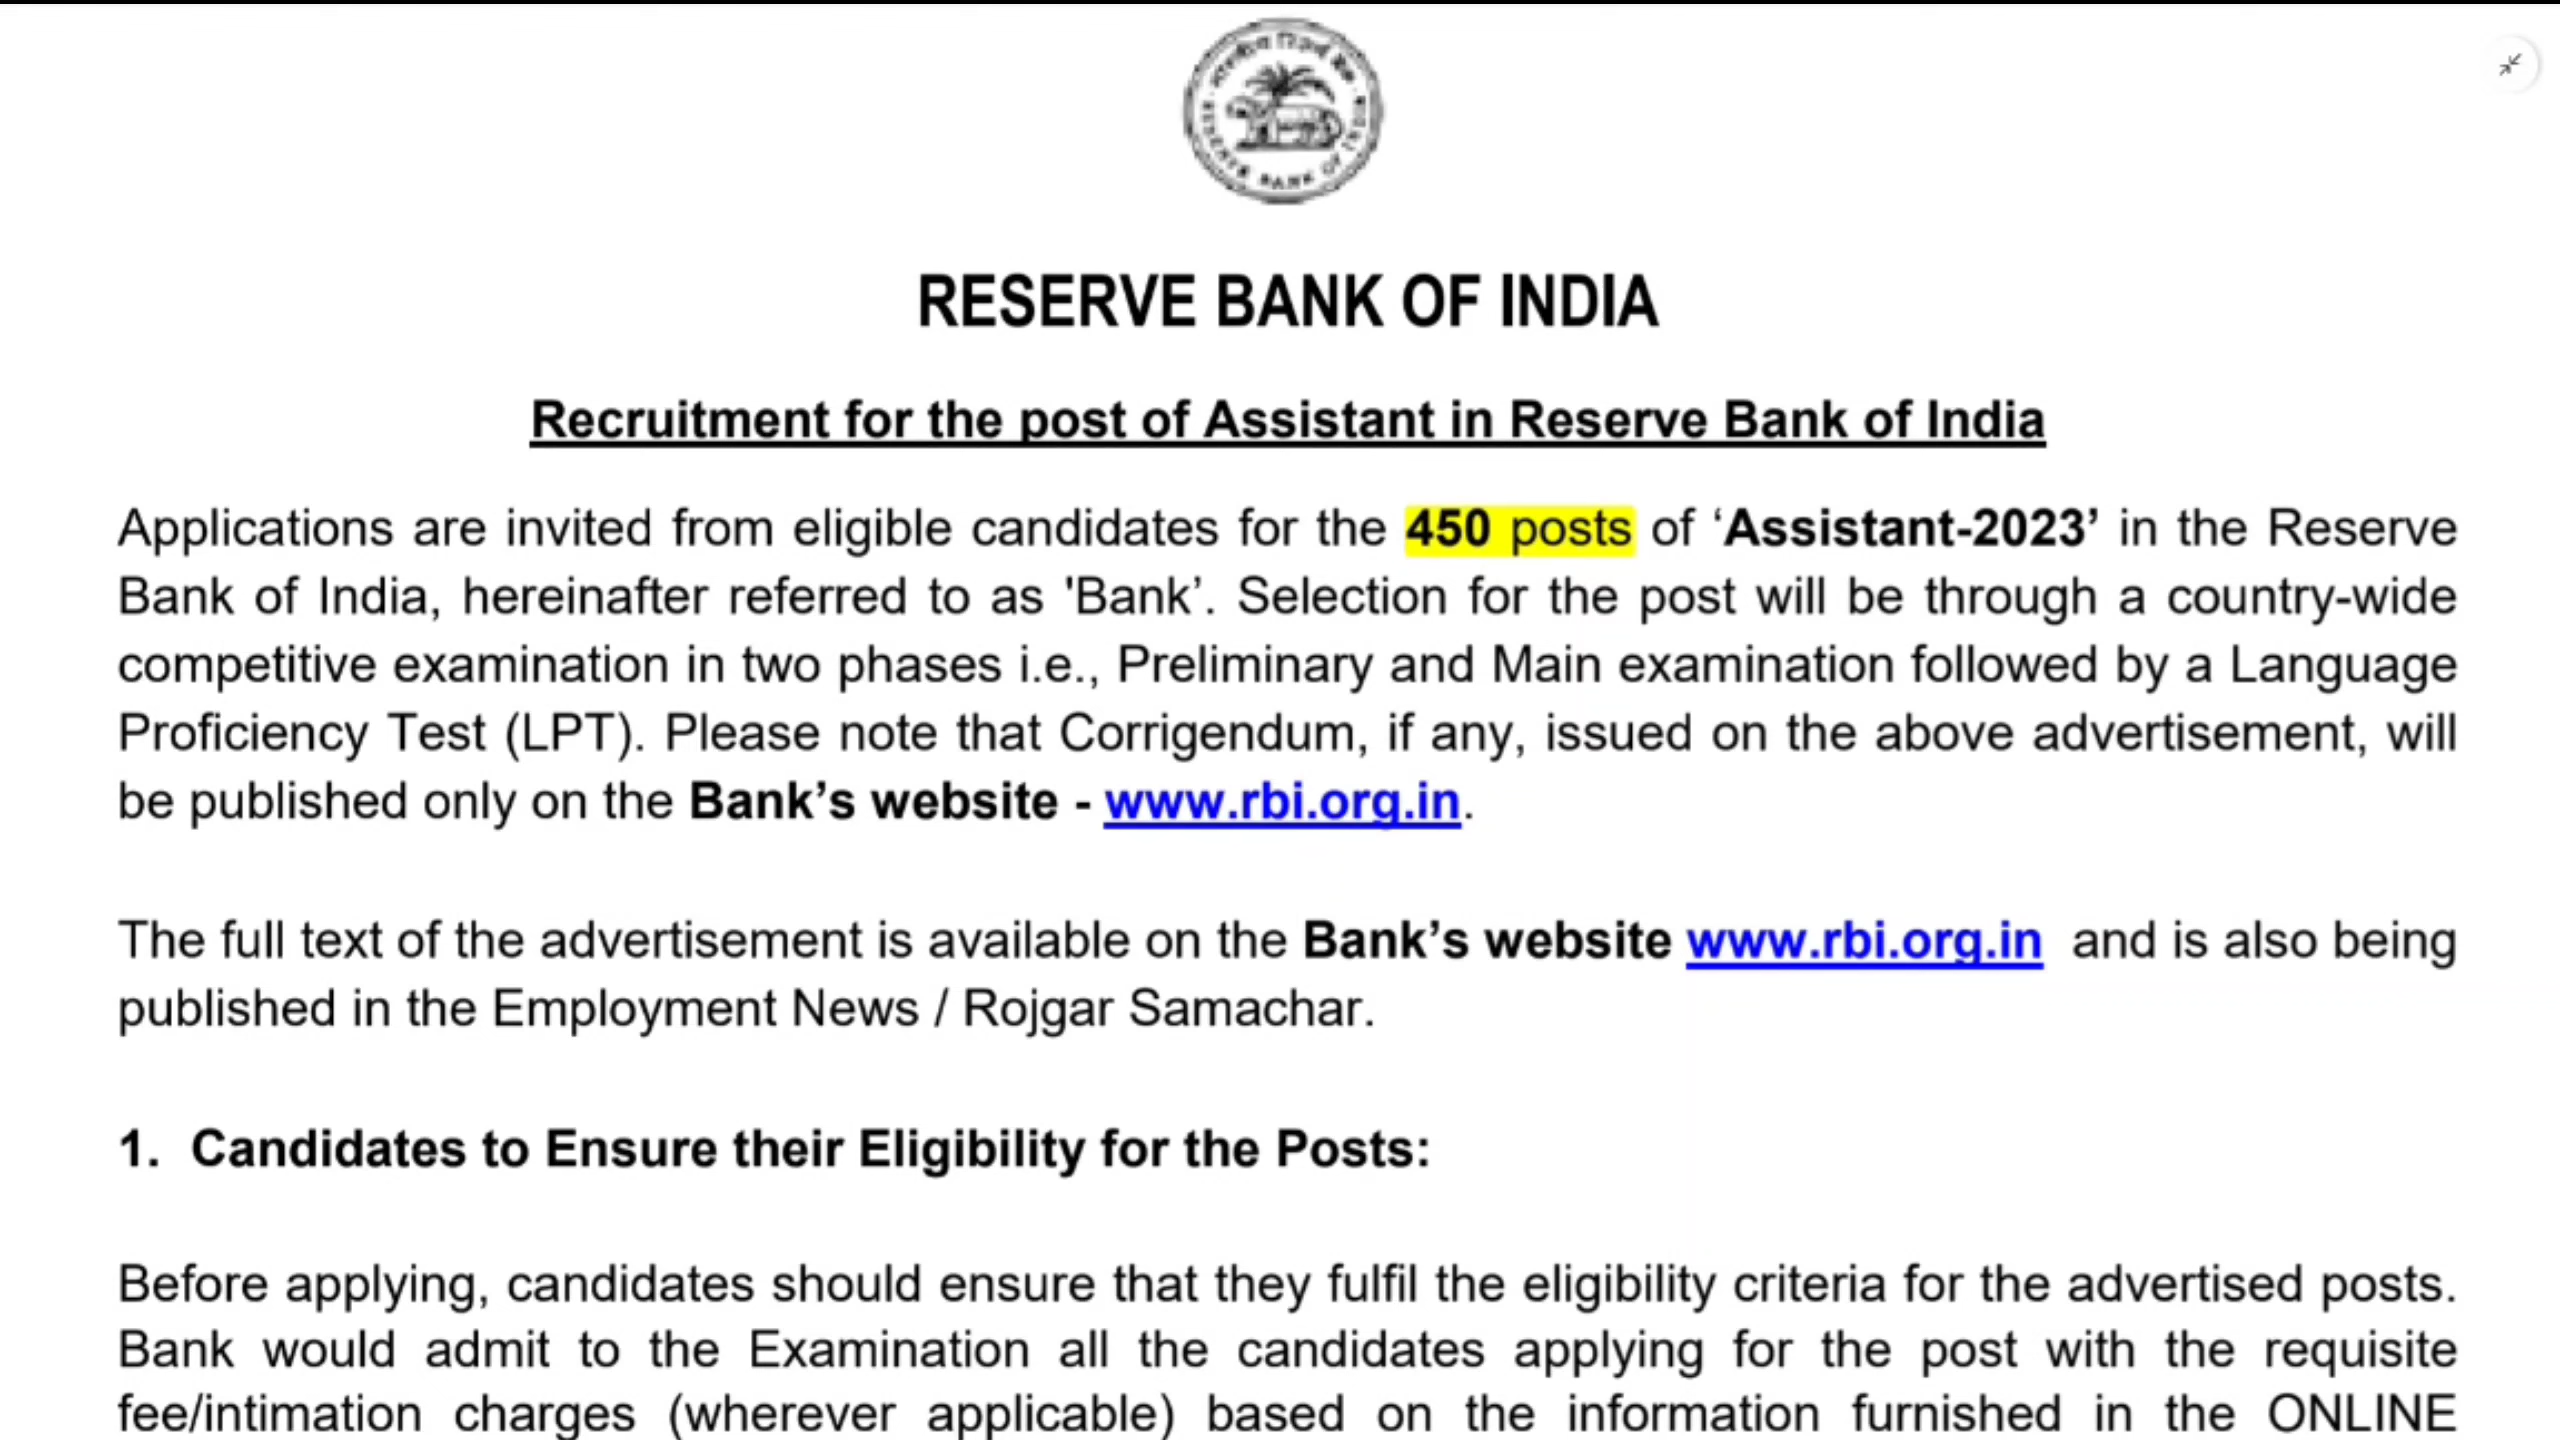 RESERVE BANK OF INDIA
RESERVE BANK OF INDIA
Recruitment for the post of Assistant in Reserve Bank of India
Applications are invited from eligible candidates for the 450 posts of ‘Assistant-2023’ in the Reserve
Bank of India, hereinafter referred to as 'Bank’. Selection for the post will be through a country-wide
competitive examination in two phases i.e., Preliminary and Main examination followed by a Language
Proficiency Test (LPT). Please note that Corrigendum, if any, issued on the above advertisement, will
be published only on the Bank’s website - www.rbi.org.in.
The full text of the advertisement is available on the Bank’s website www.rbi.org.in and is also being
published in the Employment News / Rojgar Samachar.
1. Candidates to Ensure their Eligibility for the Posts:
Before applying, candidates should ensure that they fulfil the eligibility criteria for the advertised posts.
Bank would admit to the Examination all the candidates applying for the post with the requisite
fee/intimation charges (wherever applicable) based on the information furnished in the ONLINE